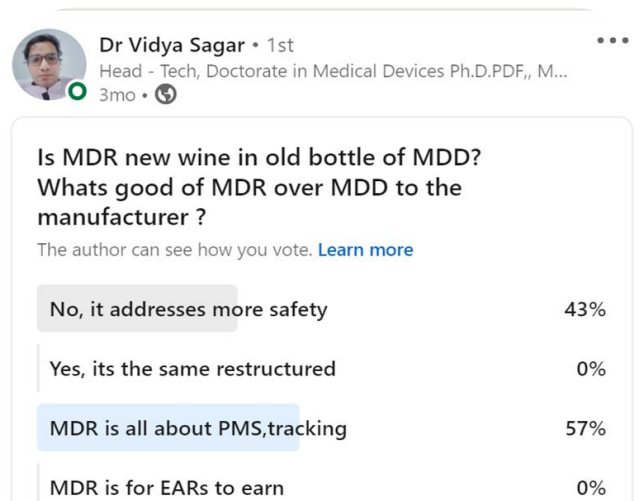 Dr Vidya Sagar • 1st
Head - Tech, Doctorate in Medical Devices Ph.D.PDF,, M...
3mo •
Is MDR new wine in old bottle of MDD?
Whats good of MDR over MDD to the
manufacturer ?
The author can see how you vote. Learn more
No, it addresses more safety 43%
Yes, its the same restructured 0%
MDR is all about PMS,tracking 57%
MDR is for EARs to earn 0%